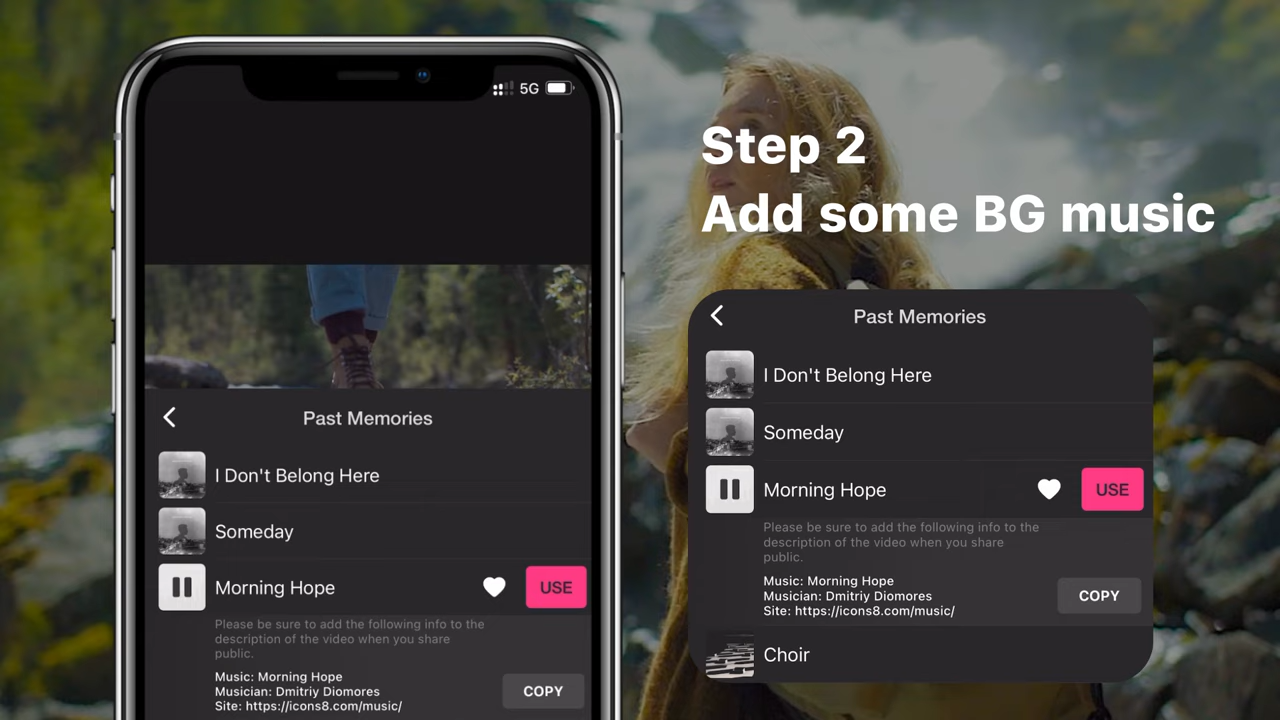 5G
Past Memories
I Don't Belong Here
Someday
Morning Hope
USE
Please be sure to add the following info to the
description of the video when you share
public.
Music: Morning Hope
Musician: Dmitriy Diomores
Site: https://icons8.com/music/
COPY
Step 2
Add some BG music
Past Memories
I Don't Belong Here
Someday
Morning Hope
USE
Please be sure to add the following info to the
description of the video when you share
public.
Music: Morning Hope
Musician: Dmitriy Diomores
Site: https://icons8.com/music/
COPY
Choir